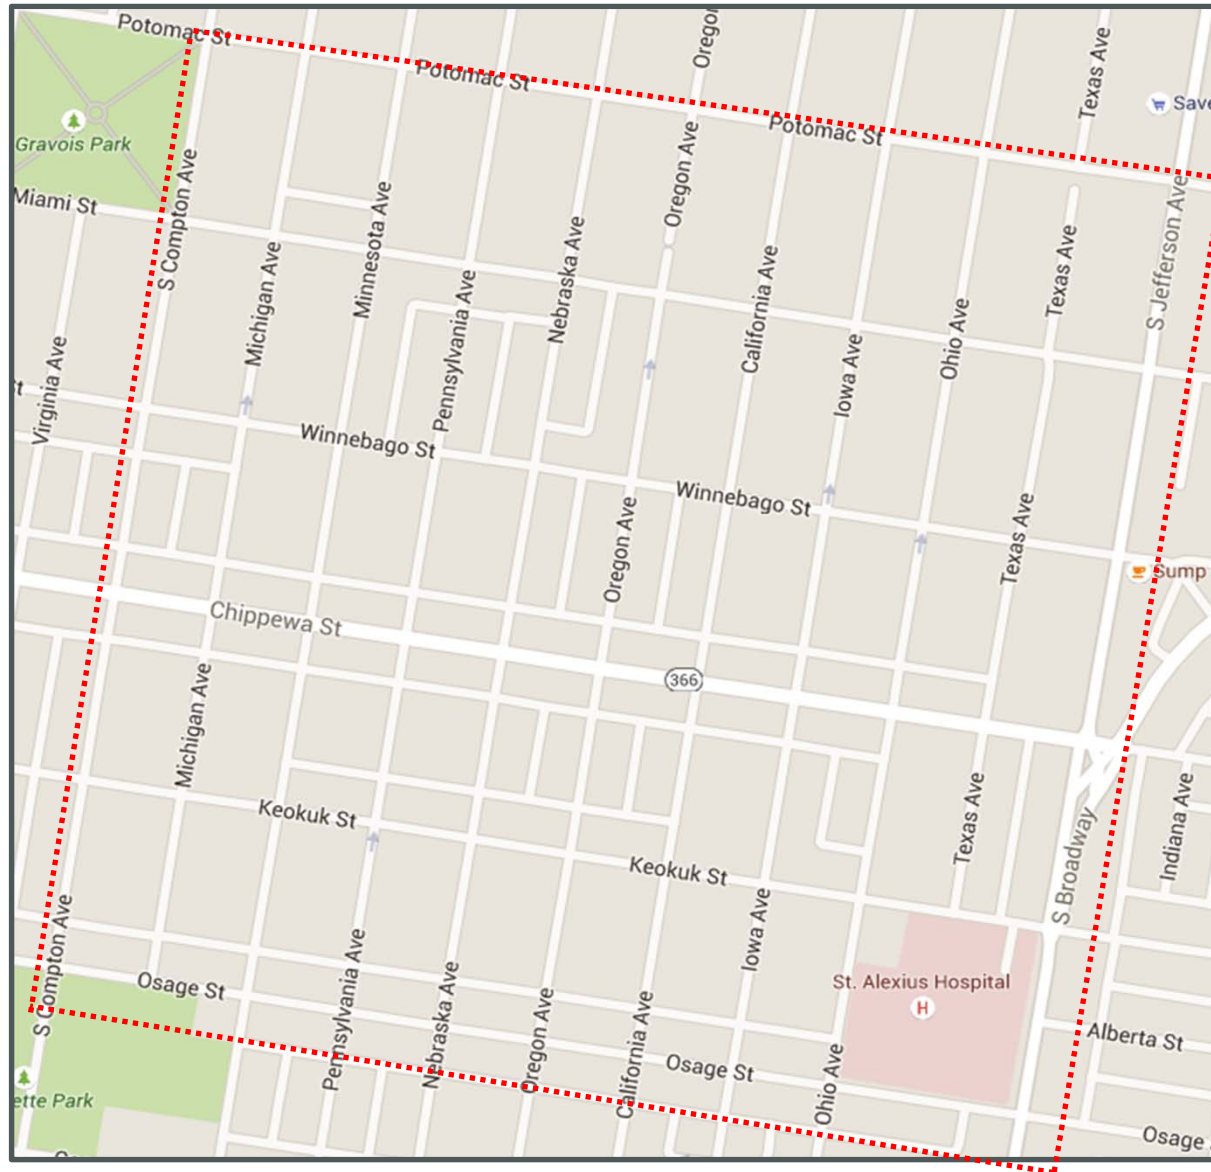 Potomac St
Orego
Texas Ave
Potomac St
Save
Gravois Park
Potomac St
Oregon Ave
Miami St
S Compton Ave
Minnesota Ave
S Jefferson Ave
Michigan Ave
Nebraska Ave
Texas Ave
Pennsylvania Ave
California Ave
Ohio Ave
Virginia Ave
Iowa Ave
Winnebago St
Winnebago St
Oregon Ave
Texas Ave
Sump
Chippewa St
366
Michigan Ave
Keokuk St
Texas Ave
Indiana Ave
S Broadway
Keokuk St
S Compton Ave
Iowa Ave
Osage St
Pennsylvania Ave
Nebraska Ave
Oregon Ave
California Ave
St. Alexius Hospital
H
Alberta St
Osage St
Ohio Ave
ette Park
Osage